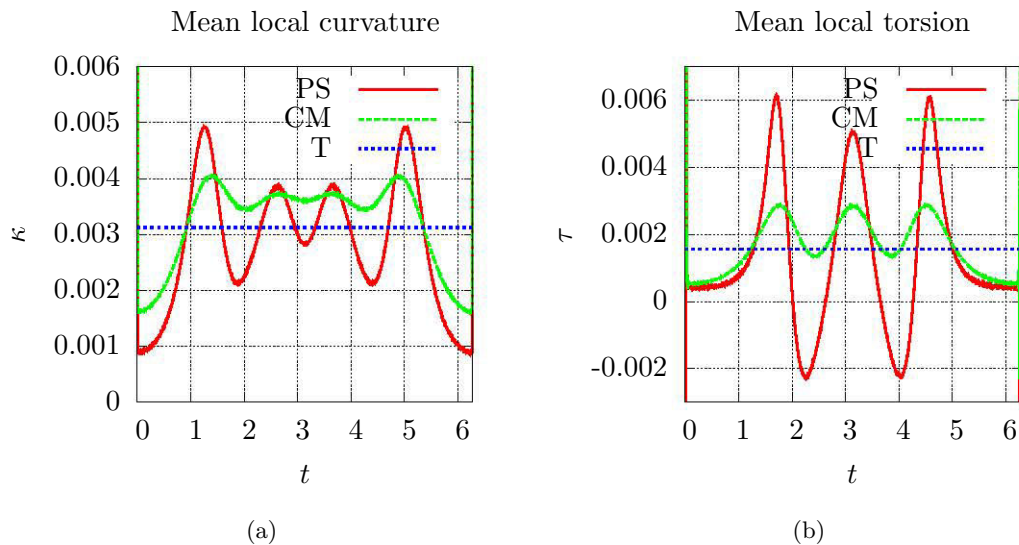 Mean local curvature
0.006
0.005
0.004
0.003
0.002
0.001
0
κ
PS
CM
T
0 1 2 3 4 5 6
t
(a)
Mean local torsion
0.006
0.004
0.002
0
-0.002
τ
PS
CM
T
0 1 2 3 4 5 6
t
(b)